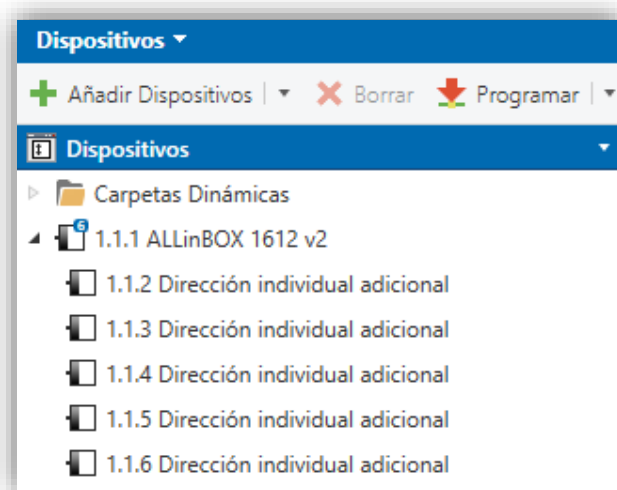 Dispositivos
Añadir Dispositivos Borrar Programar
Dispositivos
Carpetas Dinámicas
6
1.1.1 ALLinBOX 1612 v2
1.1.2 Dirección individual adicional
1.1.3 Dirección individual adicional
1.1.4 Dirección individual adicional
1.1.5 Dirección individual adicional
1.1.6 Dirección individual adicional